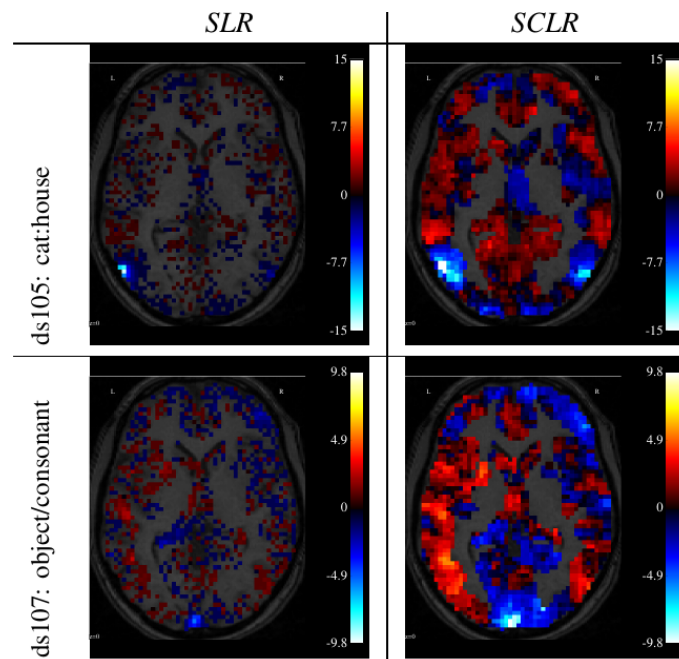 SLR SCLR
ds105: cat:house
L R 15 7.7 0 -7.7 -15
z=0
L R 15 7.7 0 -7.7 -15
ds107: object/consonant
L R 9.8 4.9 0 -4.9 -9.8
z=0
L R 9.8 4.9 0 -4.9 -9.8